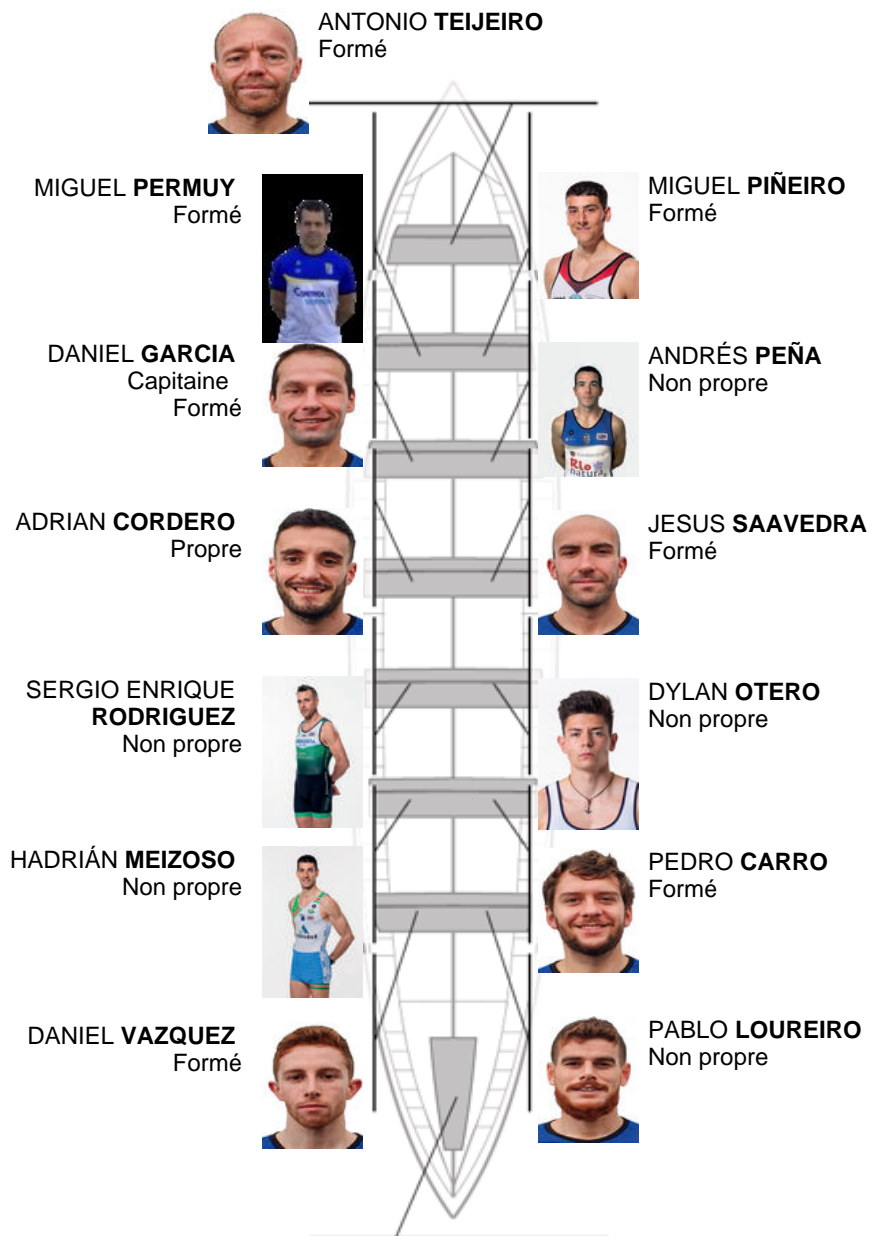 ANTONIO TEIJEIRO
Formé
MIGUEL PERMUY
Formé
MIGUEL PIÑEIRO
Formé
DANIEL GARCIA
Capitaine
Formé
ANDRÉS PEÑA
Non propre
ADRIAN CORDERO
Propre
JESUS SAAVEDRA
Formé
SERGIO ENRIQUE
RODRIGUEZ
Non propre
DYLAN OTERO
Non propre
HADRIÁN MEIZOSO
Non propre
PEDRO CARRO
Formé
DANIEL VAZQUEZ
Formé
PABLO LOUREIRO
Non propre